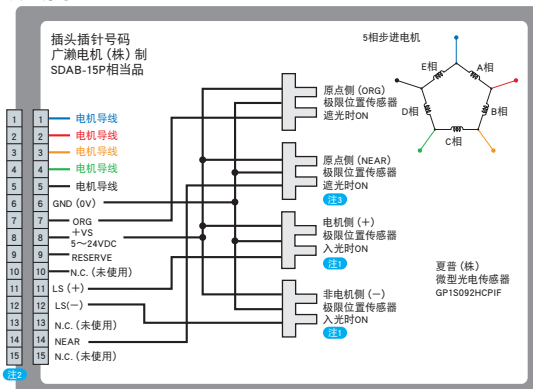 插头插针号码
广濑电机 (株) 制
SDAB-15P相当品
5相步进电机
E相
A相
D相
B相
C相
1 1 电机导线
2 2 电机导线
3 3 电机导线
4 4 电机导线
5 5 电机导线
6 6 GND (0V)
7 7 ORG
8 8 +VS
5～24VDC
9 9 RESERVE
10 10 N.C. (未使用)
11 11 LS (+)
12 12 LS(−)
13 13 N.C. (未使用)
14 14 NEAR
15 15 N.C. (未使用)
注2
原点侧 (ORG)
极限位置传感器
遮光时ON
原点侧 (NEAR)
极限位置传感器
遮光时ON
注3
电机侧 (+)
极限位置传感器
入光时ON
注1
非电机侧 (−)
极限位置传感器
入光时ON
注1
夏普 (株)
微型光电传感器
GP1S092HCPIF